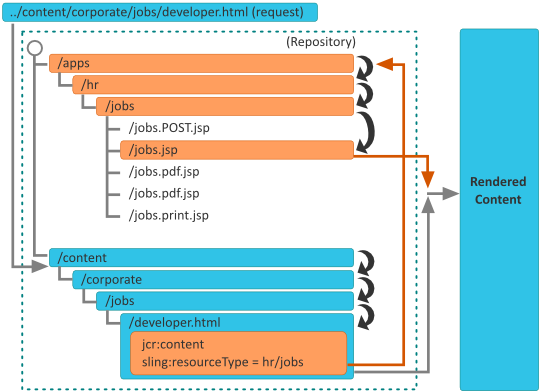 ../content/corporate/jobs/developer.html (request)
(Repository)
/apps
/hr
/jobs
/jobs.POST.jsp
/jobs.jsp
/jobs.pdf.jsp
/jobs.pdf.jsp
/jobs.print.jsp
/content
/corporate
/jobs
/developer.html
jcr:content
sling:resourceType = hr/jobs
Rendered
Content